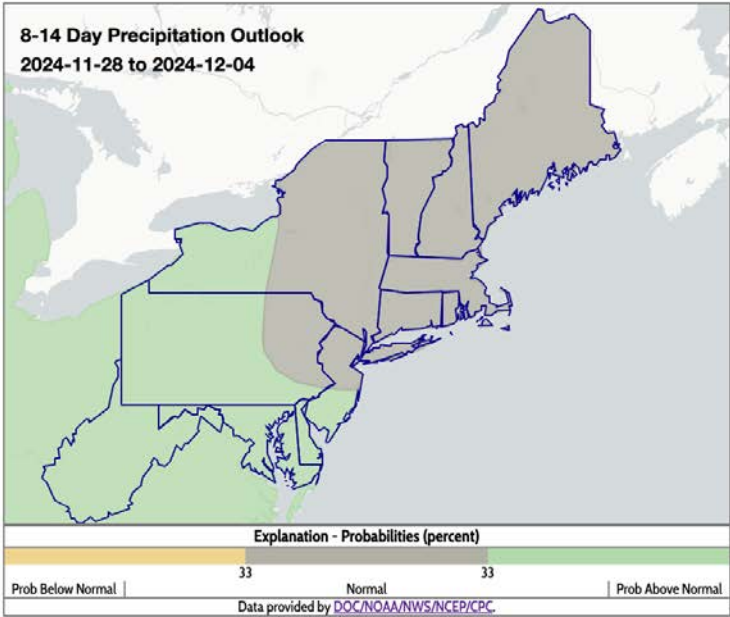 8-14 Day Precipitation Outlook
2024-11-28 to 2024-12-04
Explanation - Probabilities (percent)
33 33
Prob Below Normal Normal Prob Above Normal
Data provided by DOC/NOAA/NWS/NCEP/CPC.